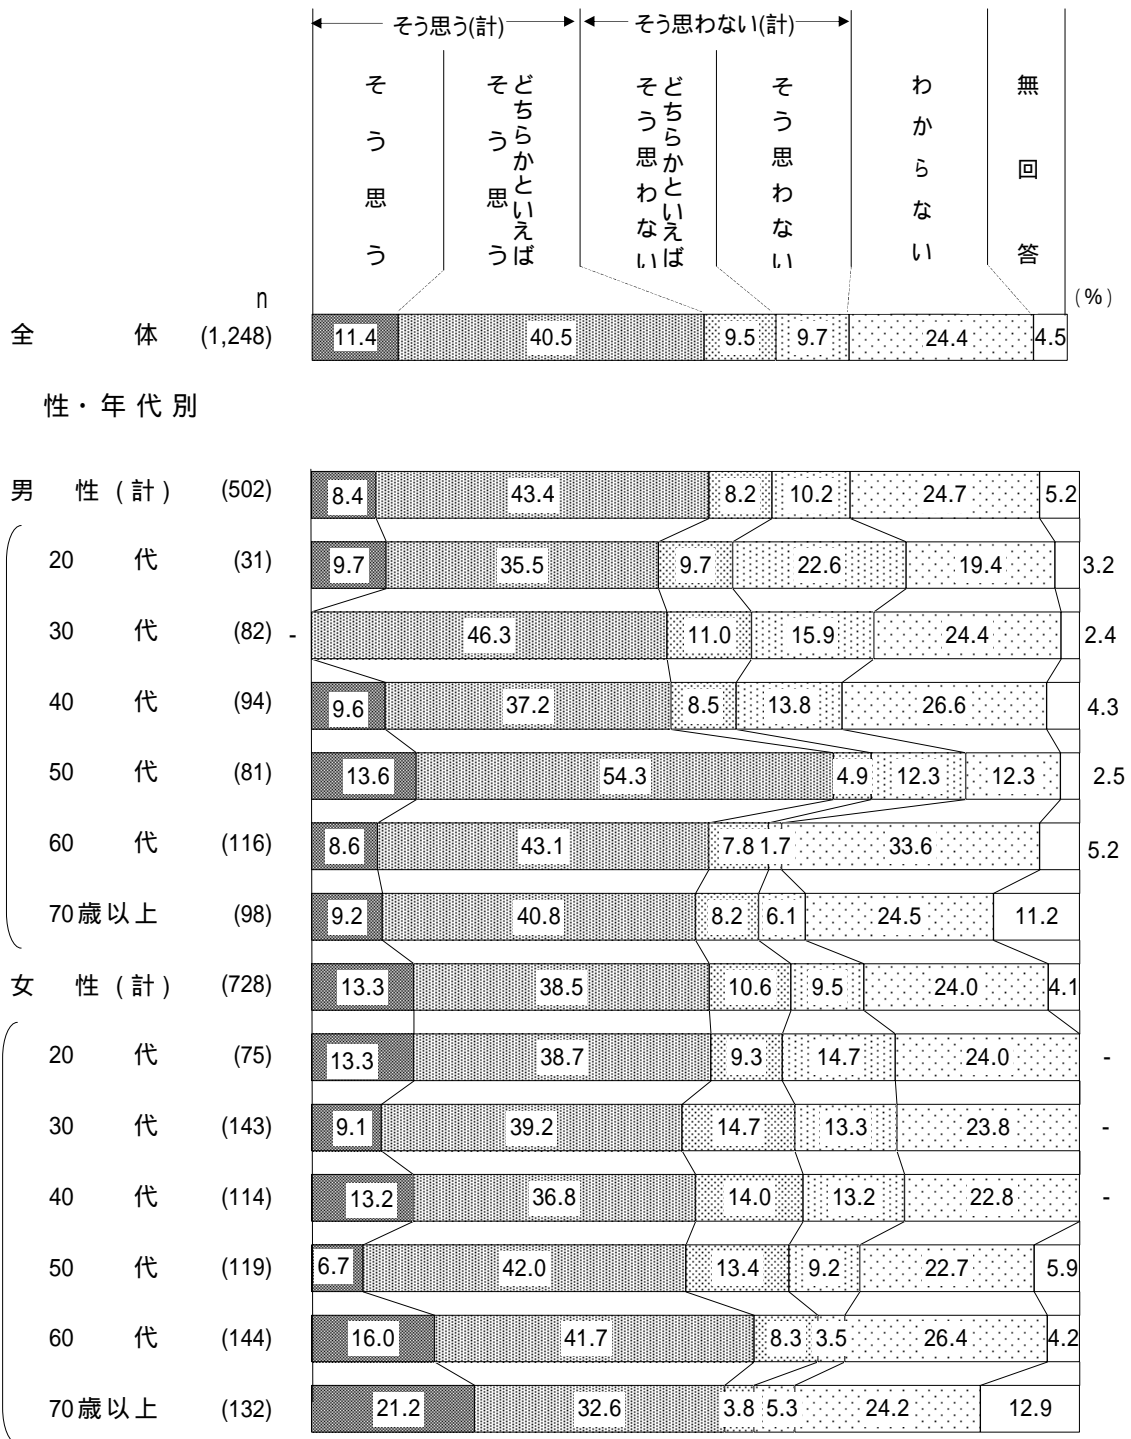 そう思う(計)
そう思わない(計)
そう思う
どちらかといえば
そう思う
どちらかといえば
そう思わない
そう思わない
わからない
無回答
n
(%)
全体 (1,248) 11.4 40.5 9.5 9.7 24.4 4.5
性・年代別
男性(計) (502) 8.4 43.4 8.2 10.2 24.7 5.2
20代 (31) 9.7 35.5 9.7 22.6 19.4 3.2
30代 (82) - 46.3 11.0 15.9 24.4 2.4
40代 (94) 9.6 37.2 8.5 13.8 26.6 4.3
50代 (81) 13.6 54.3 4.9 12.3 12.3 2.5
60代 (116) 8.6 43.1 7.8 1.7 33.6 5.2
70歳以上 (98) 9.2 40.8 8.2 6.1 24.5 11.2
女性(計) (728) 13.3 38.5 10.6 9.5 24.0 4.1
20代 (75) 13.3 38.7 9.3 14.7 24.0 -
30代 (143) 9.1 39.2 14.7 13.3 23.8 -
40代 (114) 13.2 36.8 14.0 13.2 22.8 -
50代 (119) 6.7 42.0 13.4 9.2 22.7 5.9
60代 (144) 16.0 41.7 8.3 3.5 26.4 4.2
70歳以上 (132) 21.2 32.6 3.8 5.3 24.2 12.9